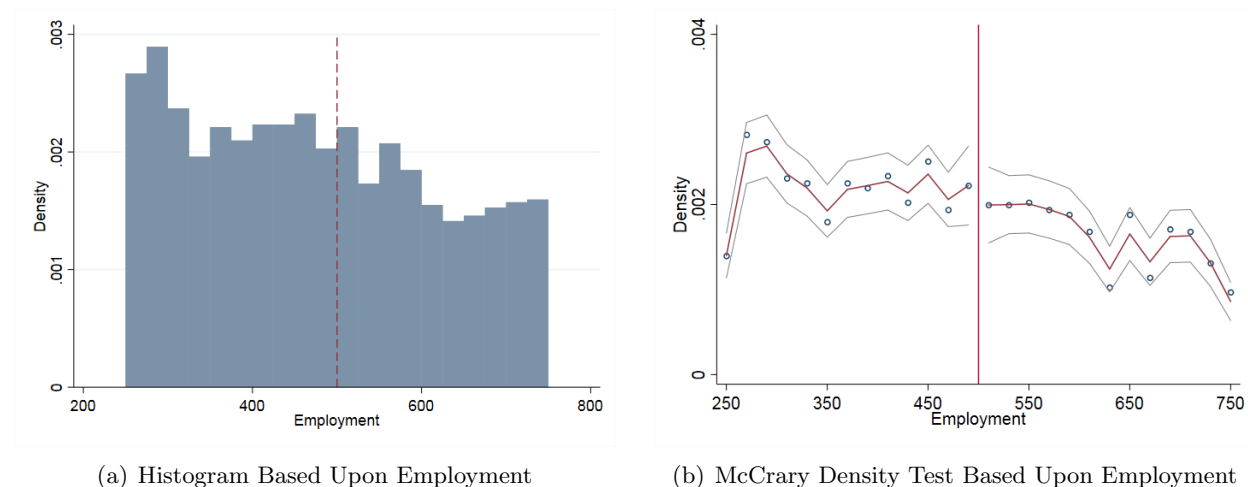 .003
.002
.001
0
Density
200 400 600 800
Employment
(a) Histogram Based Upon Employment
.004
.002
0
Density
250 350 450 550 650 750
Employment
(b) McCrary Density Test Based Upon Employment